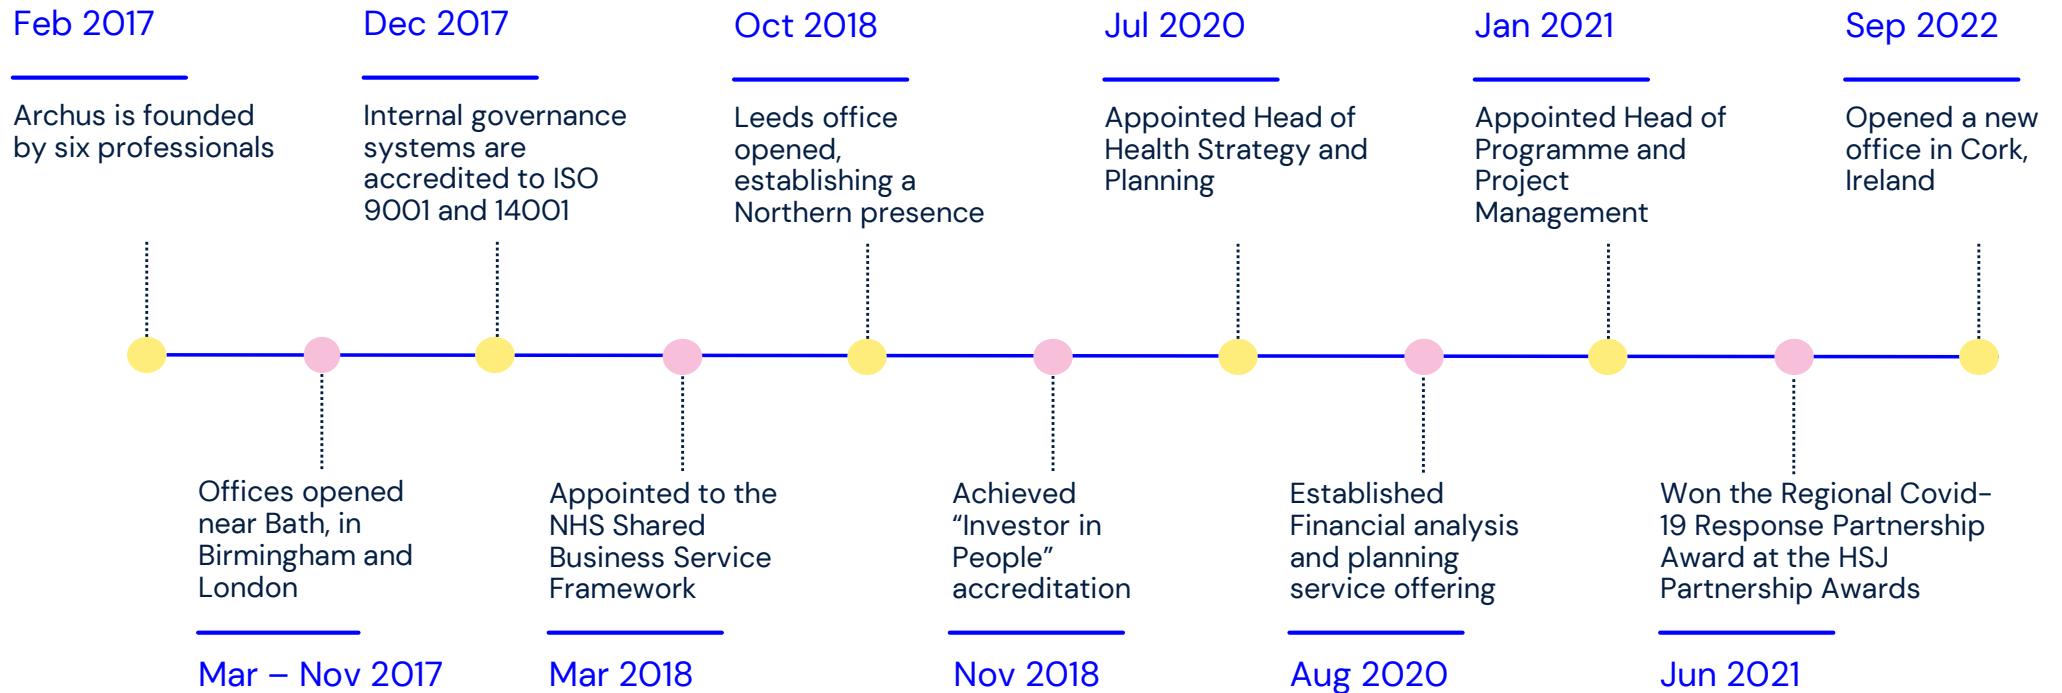 Feb 2017
Archus is founded
by six professionals
Dec 2017
Internal governance
systems are
accredited to ISO
9001 and 14001
Oct 2018
Leeds office
opened,
establishing a
Northern presence
Jul 2020
Appointed Head of
Health Strategy and
Planning
Jan 2021
Appointed Head of
Programme and
Project
Management
Sep 2022
Opened a new
office in Cork,
Ireland
Offices opened
near Bath, in
Birmingham and
London
Mar – Nov 2017
Appointed to the
NHS Shared
Business Service
Framework
Mar 2018
Achieved
“Investor in
People”
accreditation
Nov 2018
Established
Financial analysis
and planning
service offering
Aug 2020
Won the Regional Covid-
19 Response Partnership
Award at the HSJ
Partnership Awards
Jun 2021